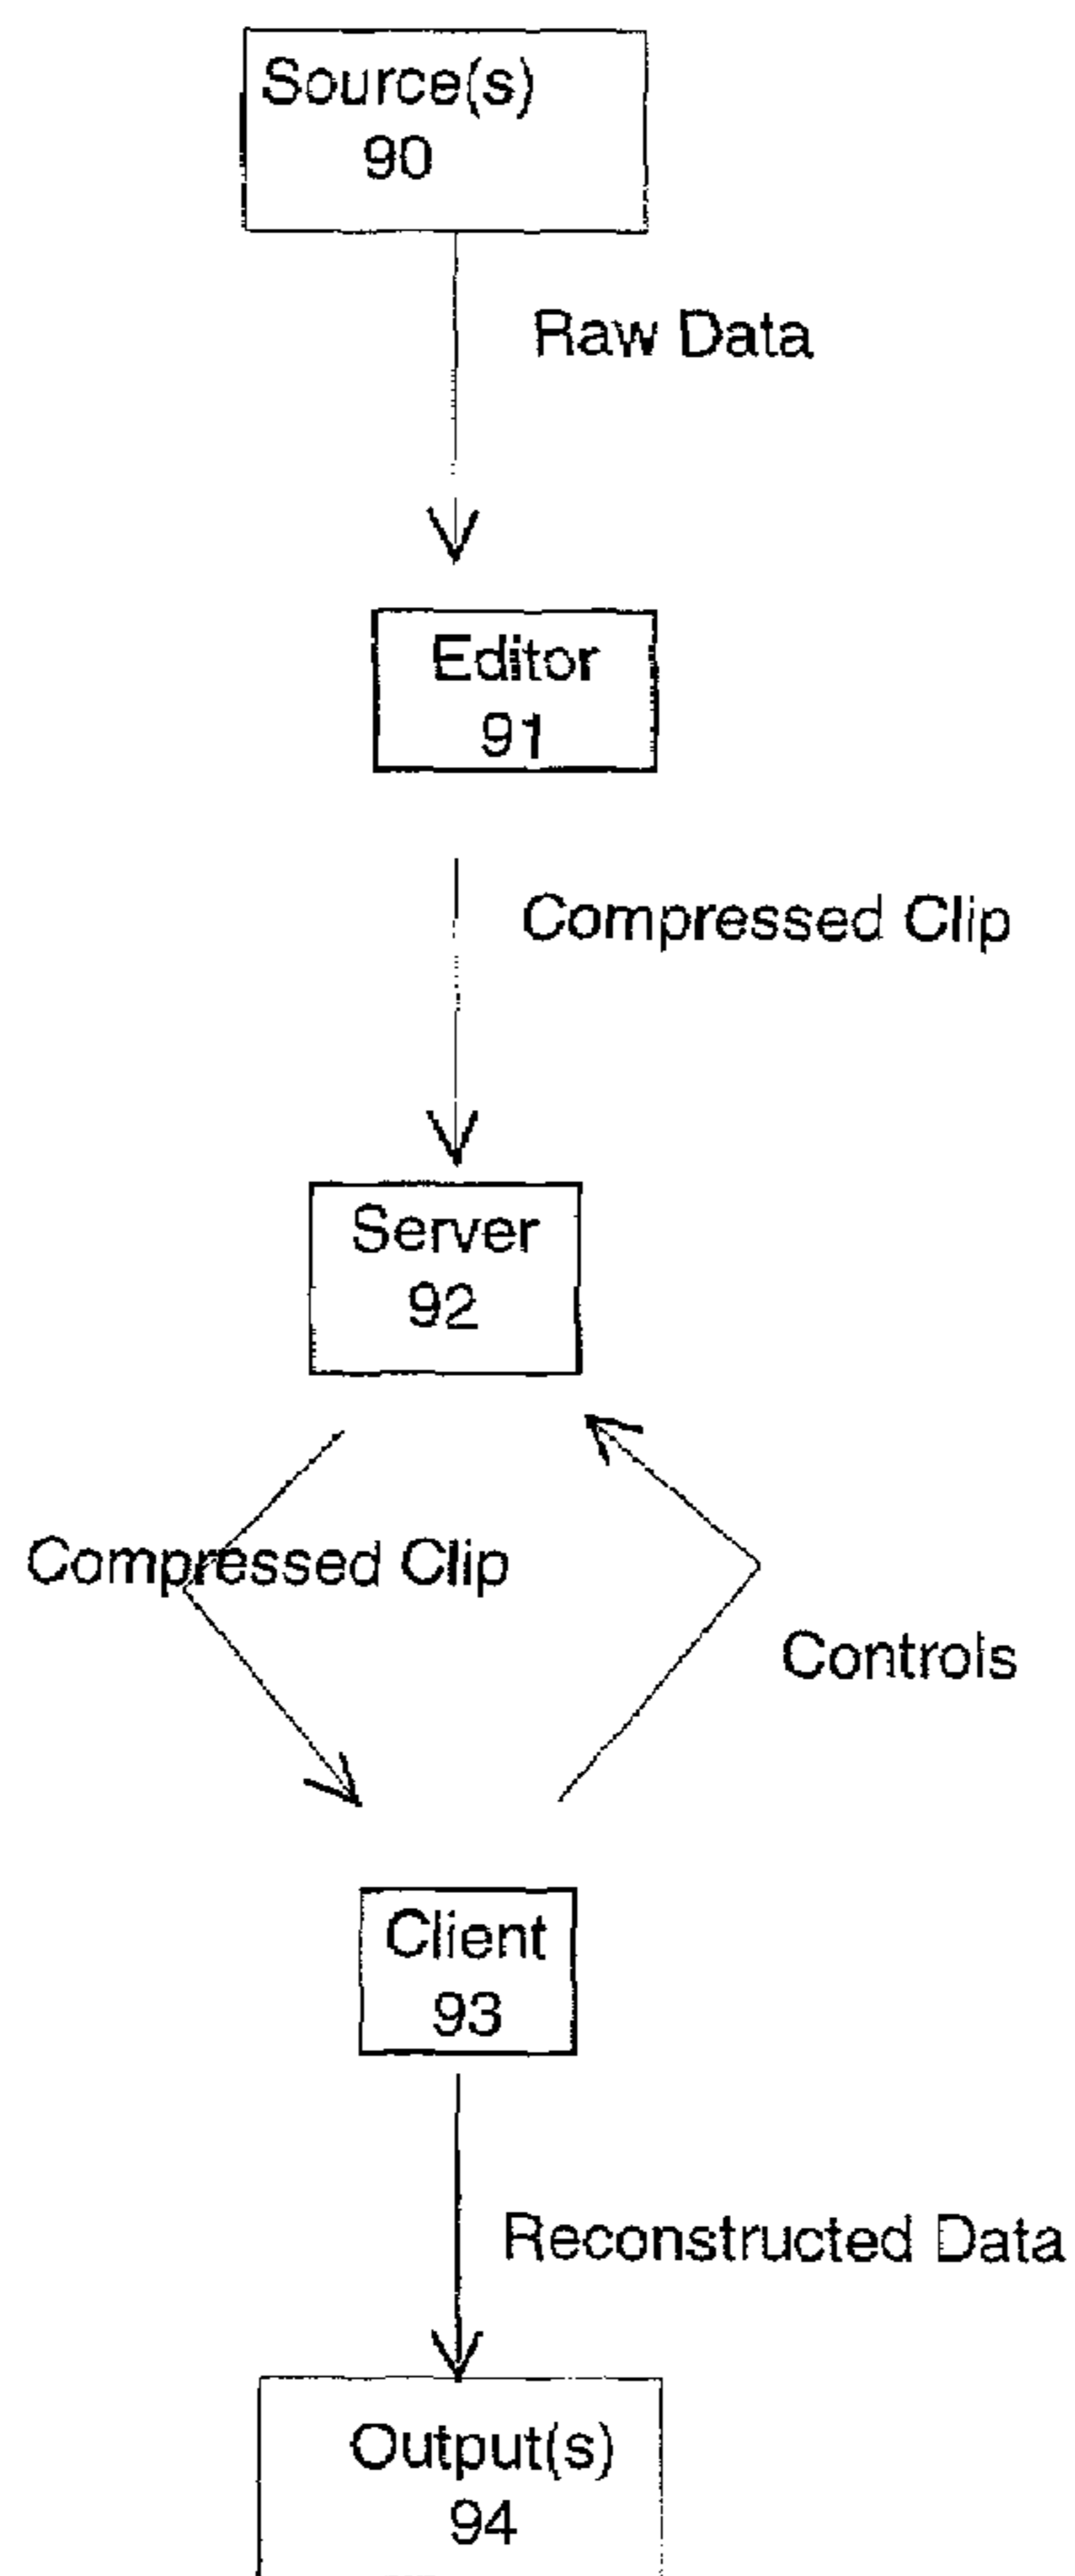 Source(s)
90
Raw Data
Editor
91
Compressed Clip
Server
92
Compressed Clip
Controls
Client
93
Reconstructed Data
Output(s)
94